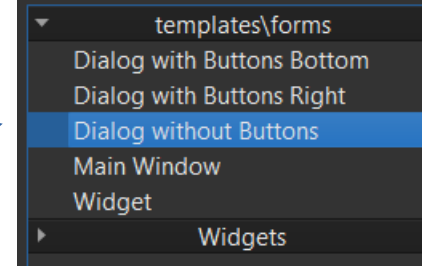 templates\forms
Dialog with Buttons Bottom
Dialog with Buttons Right
Dialog without Buttons
Main Window
Widget
Widgets